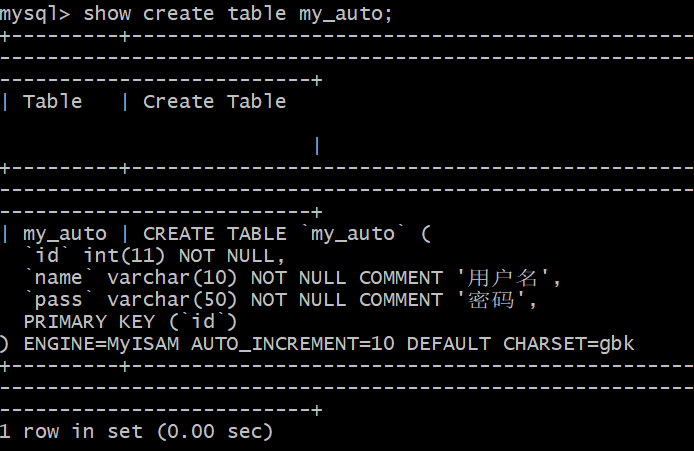 mysql> show create table my_auto;
+---------+------------------------------------------------
-----------------------------------------------------------
---------------------------+
| Table   | Create Table

                           |
+---------+------------------------------------------------
-----------------------------------------------------------
---------------------------+
| my_auto | CREATE TABLE `my_auto` (
  `id` int(11) NOT NULL,
  `name` varchar(10) NOT NULL COMMENT '用户名',
  `pass` varchar(50) NOT NULL COMMENT '密码',
  PRIMARY KEY (`id`)
) ENGINE=MyISAM AUTO_INCREMENT=10 DEFAULT CHARSET=gbk
+---------+------------------------------------------------
-----------------------------------------------------------
---------------------------+
1 row in set (0.00 sec)